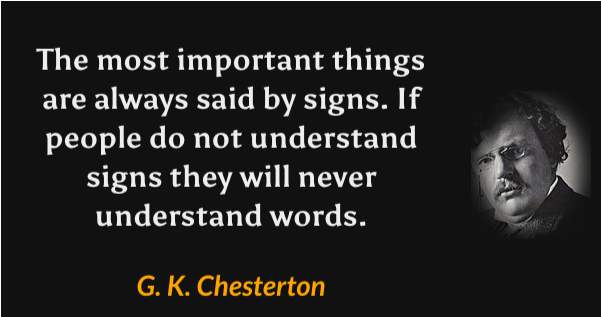 The most important things
are always said by signs. If
people do not understand
signs they will never
understand words.
G. K. Chesterton